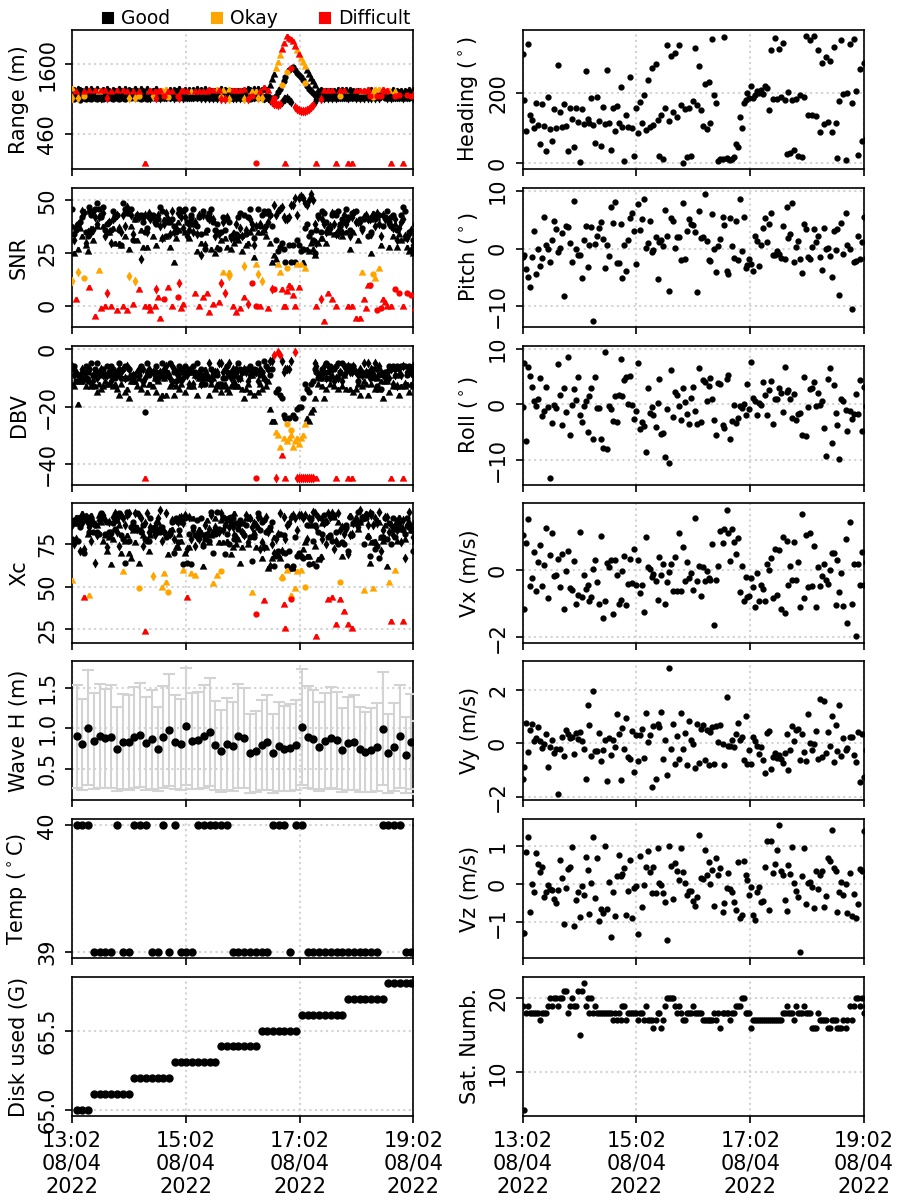 Good Okay Difficult
Range (m)
1600
460
Heading (°)
200
0
SNR
50
25
0
Pitch (°)
10
0
−10
DBV
0
−20
−40
Roll (°)
10
0
−10
Xc
75
50
25
Vx (m/s)
0
−2
Wave H (m)
1.5
1.0
0.5
Vy (m/s)
2
0
−2
Temp (°C)
40
39
Vz (m/s)
1
0
−1
Disk used (G)
65.5
65.0
Sat. Numb.
20
10
13:02 15:02 17:02 19:02 13:02 15:02 17:02 19:02
08/04 08/04 08/04 08/04 08/04 08/04 08/04 08/04
2022 2022 2022 2022 2022 2022 2022 2022